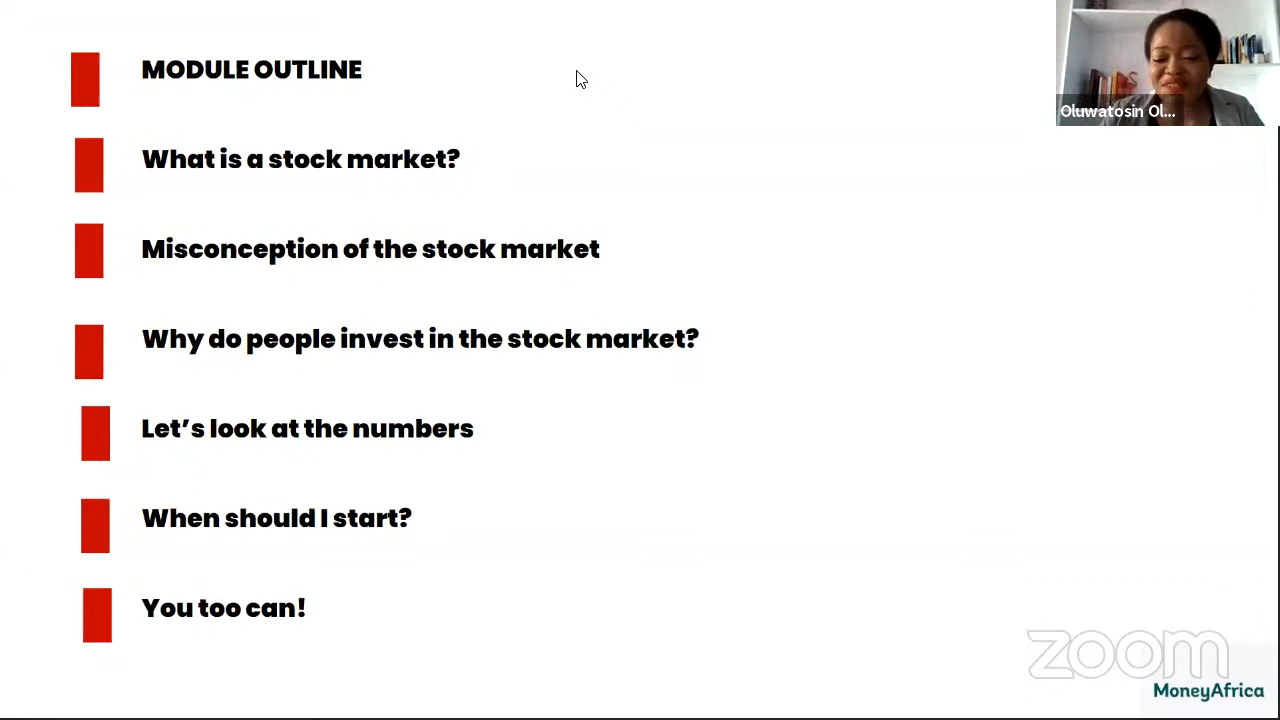 MODULE OUTLINE
Oluwatosin Ol...
What is a stock market?
Misconception of the stock market
Why do people invest in the stock market?
Let’s look at the numbers
When should I start?
You too can!
zoom
MoneyAfrica